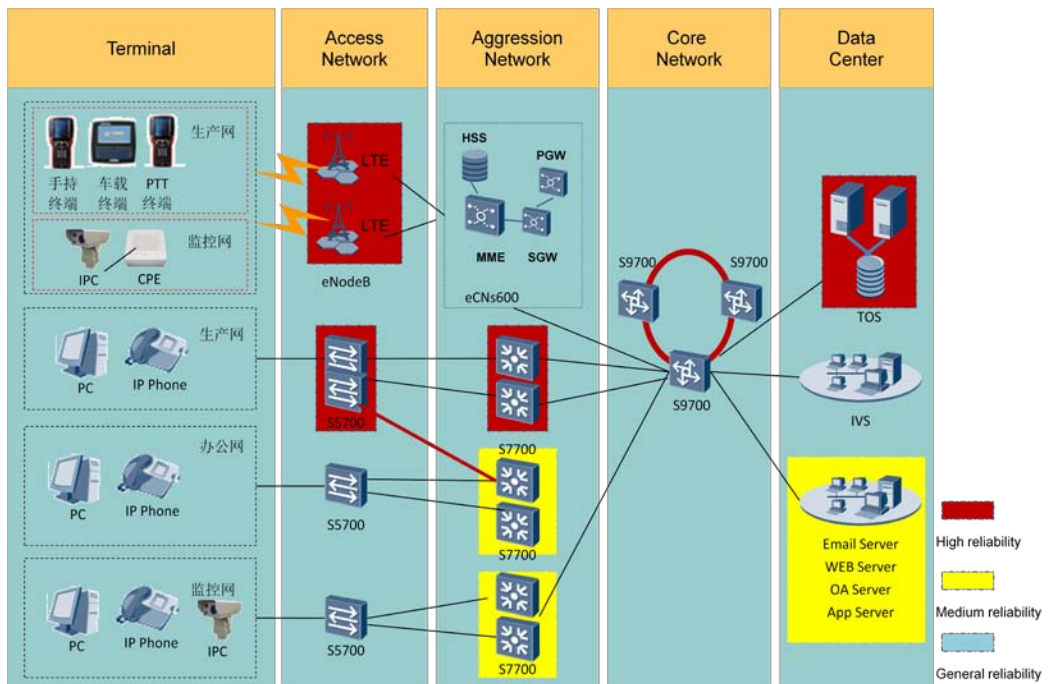 Terminal
Access
Network
Aggression
Network
Core
Network
Data
Center
生产网
手持
终端
车载
终端
PTT
终端
监控网
IPC
CPE
生产网
PC
IP Phone
办公网
PC
IP Phone
监控网
PC
IP Phone
IPC
LTE
LTE
eNodeB
S5700
S5700
S5700
HSS
PGW
MME
SGW
eCNs600
S7700
S7700
S7700
S9700
S9700
S9700
TOS
IVS
Email Server
WEB Server
OA Server
App Server
High reliability
Medium reliability
General reliability